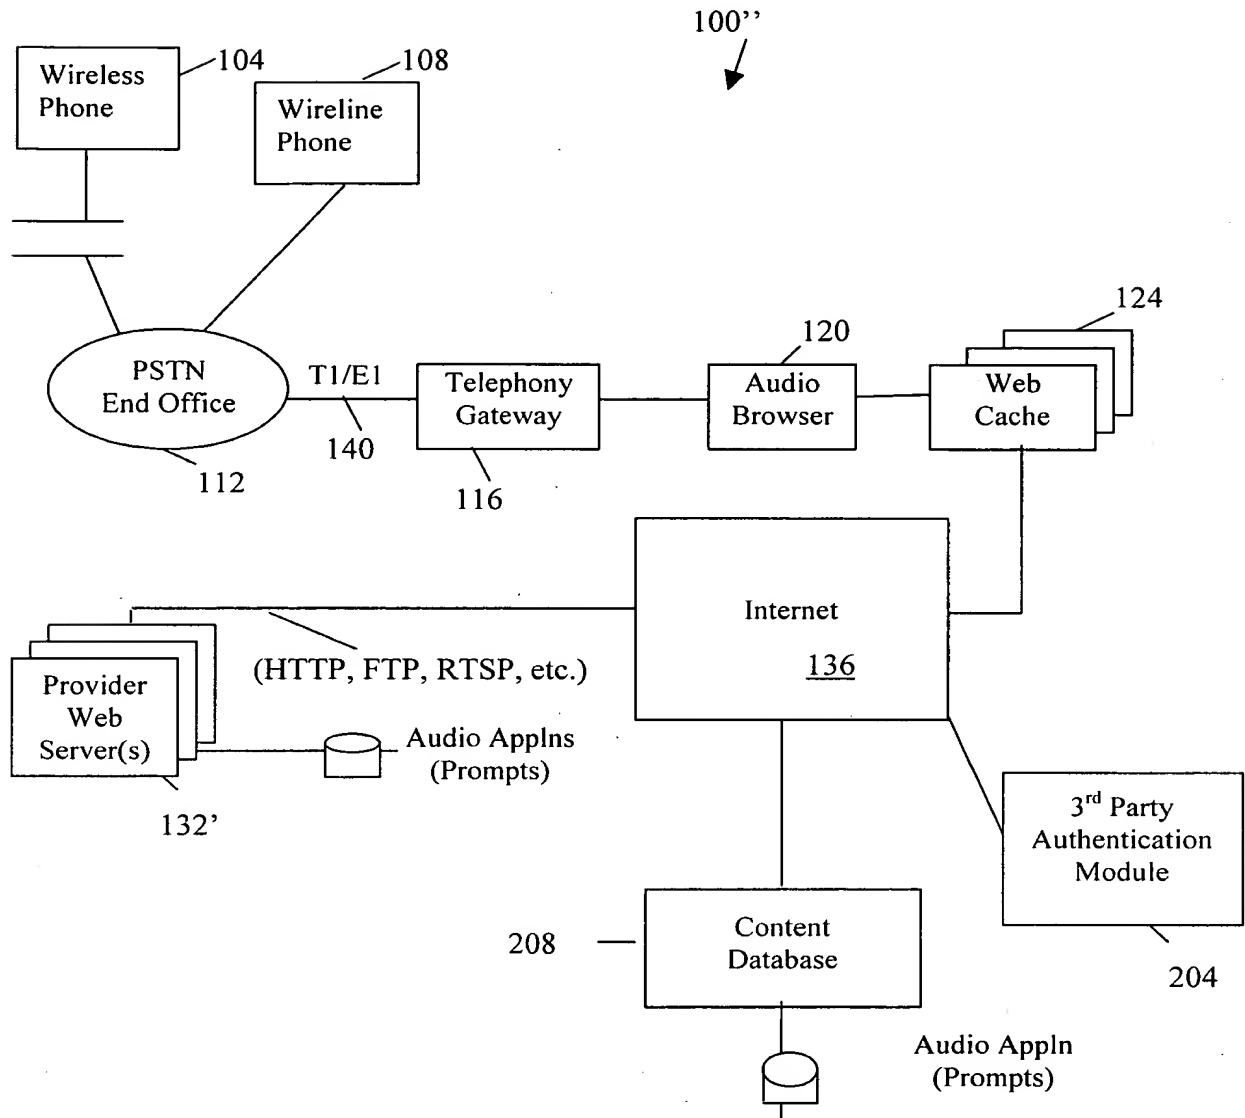 100’’
104
108
Wireless
Phone
Wireline
Phone
124
120
PSTN
End Office
T1/E1
Telephony
Gateway
Audio
Browser
Web
Cache
140
112
116
Internet
136
(HTTP, FTP, RTSP, etc.)
Provider
Web
Server(s)
Audio Applns
(Prompts)
132’
3rd Party
Authentication
Module
208
Content
Database
204
Audio Appln
(Prompts)